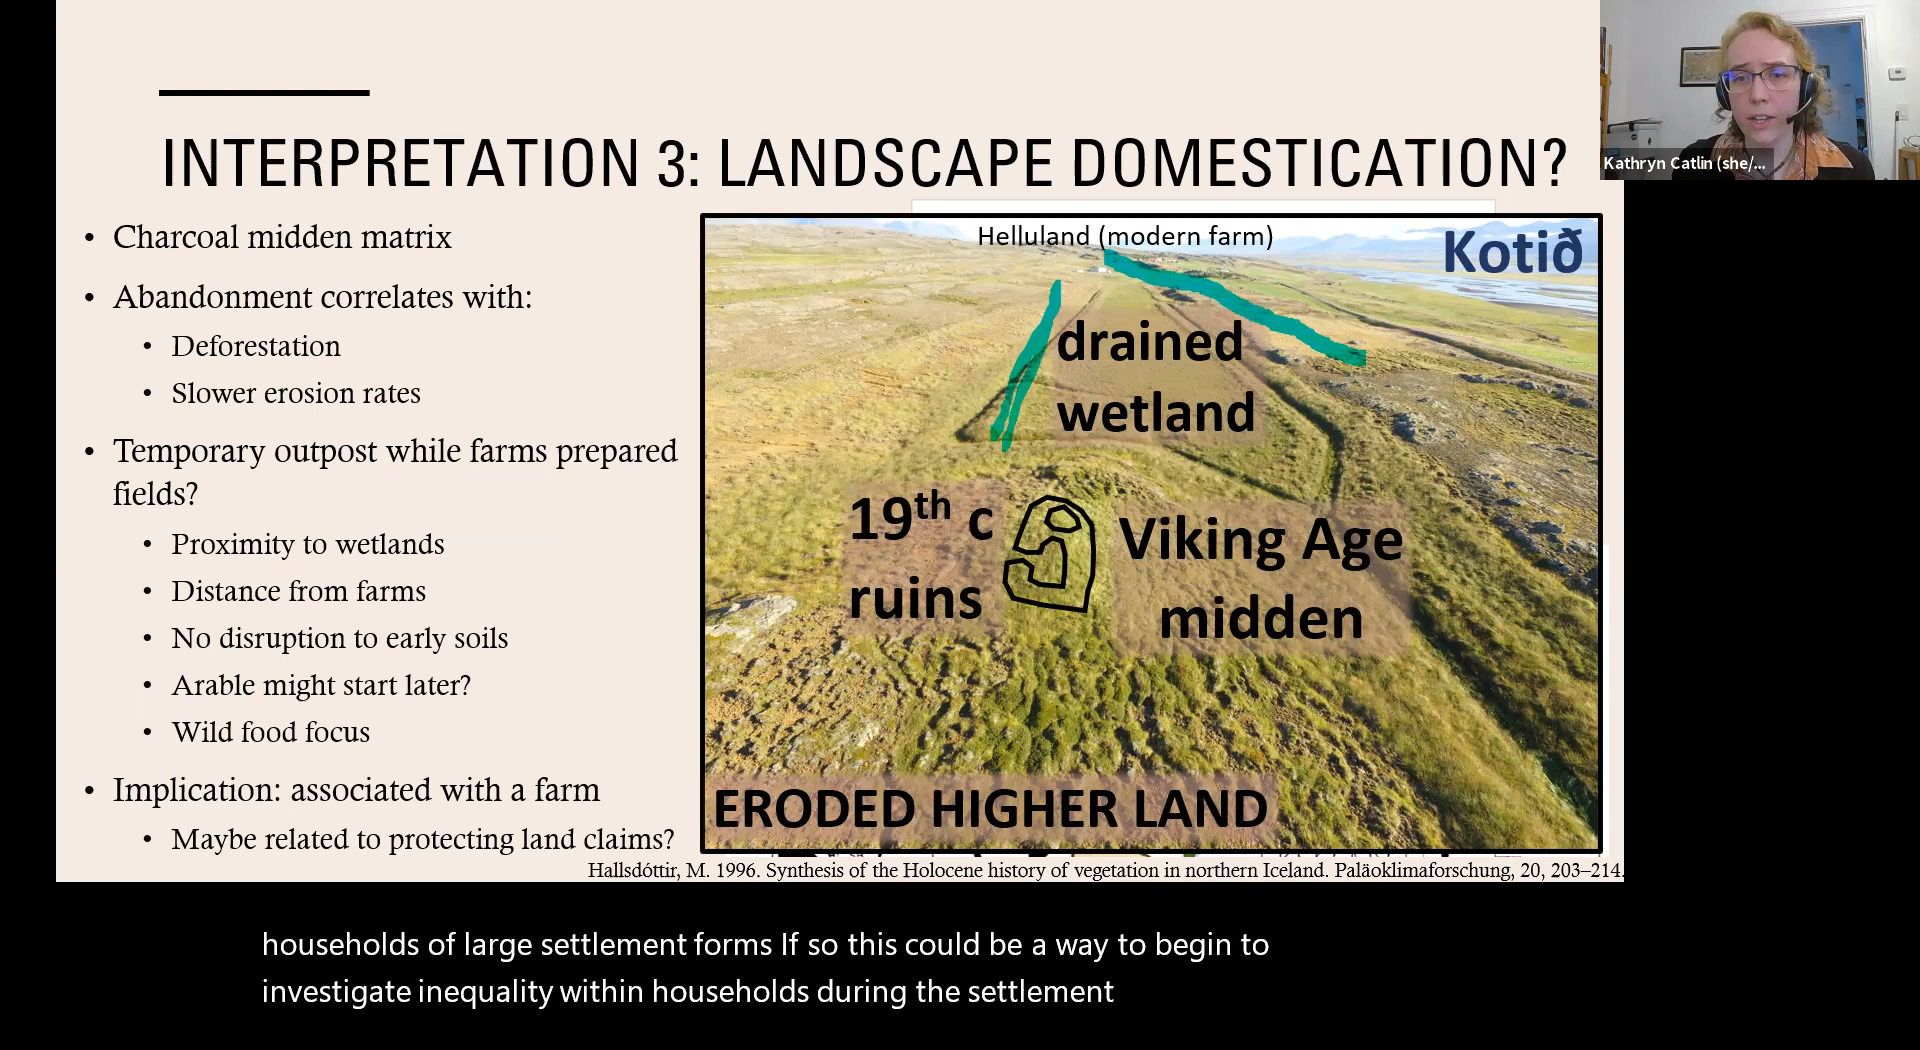 INTERPRETATION 3: LANDSCAPE DOMESTICATION?
• Charcoal midden matrix
• Abandonment correlates with:
• Deforestation
• Slower erosion rates
• Temporary outpost while farms prepared
fields?
• Proximity to wetlands
• Distance from farms
• No disruption to early soils
• Arable might start later?
• Wild food focus
• Implication: associated with a farm
• Maybe related to protecting land claims?
Helluland (modern farm)
Kotið
drained
wetland
19th c
ruins
Viking Age
midden
ERODED HIGHER LAND
Hallsdóttir, M. 1996. Synthesis of the Holocene history of vegetation in northern Iceland. Paläoklimaforschung, 20, 203–214.
Kathryn Catlin (she/...
households of large settlement forms If so this could be a way to begin to
investigate inequality within households during the settlement